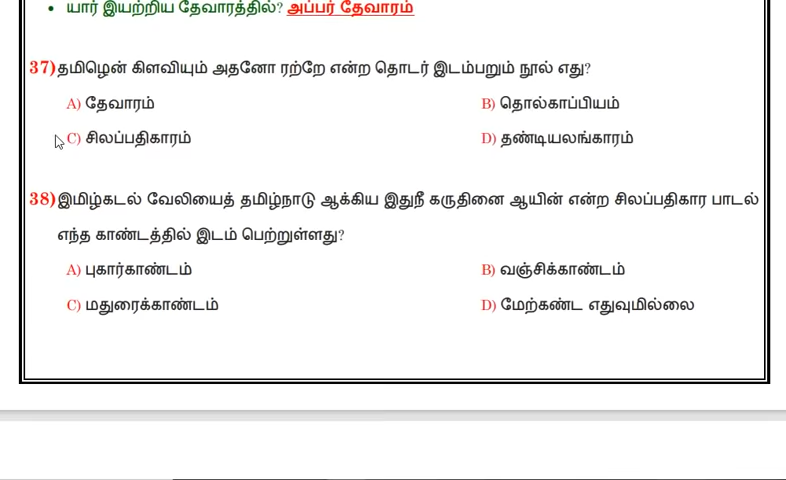 • யார் இயற்றிய தேவாரத்தில்? அப்பர் தேவாரம்
37)தமிழென் கிளவியும் அதனோ ரற்றே என்ற தொடர் இடம்பறும் நூல் எது?
A) தேவாரம் B) தொல்காப்பியம்
C) சிலப்பதிகாரம் D) தண்டியலங்காரம்
38)இமிழ்கடல் வேலியைத் தமிழ்நாடு ஆக்கிய இதுநீ கருதினை ஆயின் என்ற சிலப்பதிகார பாடல்
எந்த காண்டத்தில் இடம் பெற்றுள்ளது?
A) புகார்காண்டம் B) வஞ்சிக்காண்டம்
C) மதுரைக்காண்டம் D) மேற்கண்ட எதுவுமில்லை